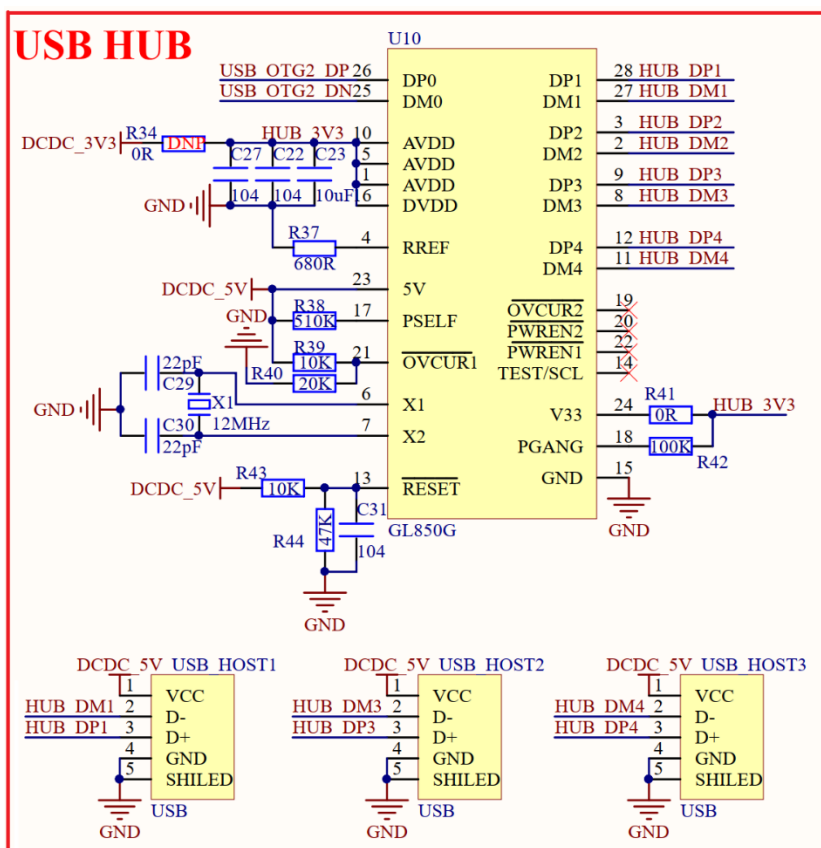 USB HUB
U10
USB_OTG2_DP 26 DP0 DP1 28 HUB_DP1
USB_OTG2_DN 25 DM0 DM1 27 HUB_DM1
DP2 3 HUB_DP2
DM2 2 HUB_DM2
DP3 9 HUB_DP3
DM3 8 HUB_DM3
DP4 12 HUB_DP4
DM4 11 HUB_DM4
DCDC_3V3 R34 DNP 0R HUB_3V3 10 AVDD
C27 C22 C23 5 AVDD
1 AVDD
GND 104 104 10uF 16 DVDD
R37 4 RREF
680R
DCDC_5V 23 5V
GND R38 17 PSELF
510K
R39 21 OVCUR1
10K
R40 20K
OVCUR2 19
PWREN2 20
PWREN1 22
TEST/SCL 14
22pF
C29 6 X1
GND X1
C30 12MHz 7 X2
22pF
V33 24 R41 0R HUB_3V3
PGANG 18 100K R42
GND 15
GND
DCDC_5V R43 10K 13 RESET
R44 47K C31
104
GND
GL850G
DCDC_5V USB_HOST1
1 VCC
HUB_DM1 2 D-
HUB_DP1 3 D+
4 GND
5 SHILED
GND USB
DCDC_5V USB_HOST2
1 VCC
HUB_DM3 2 D-
HUB_DP3 3 D+
4 GND
5 SHILED
GND USB
DCDC_5V USB_HOST3
1 VCC
HUB_DM4 2 D-
HUB_DP4 3 D+
4 GND
5 SHILED
GND USB